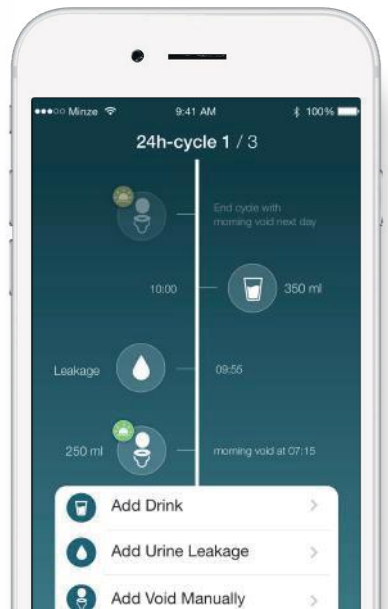 Minze 9:41 AM 100%
24h-cycle 1 / 3
End cycle with
morning void next day
10:00 350 ml
Leakage 09:55
250 ml morning void at 07:15
Add Drink
Add Urine Leakage
Add Void Manually